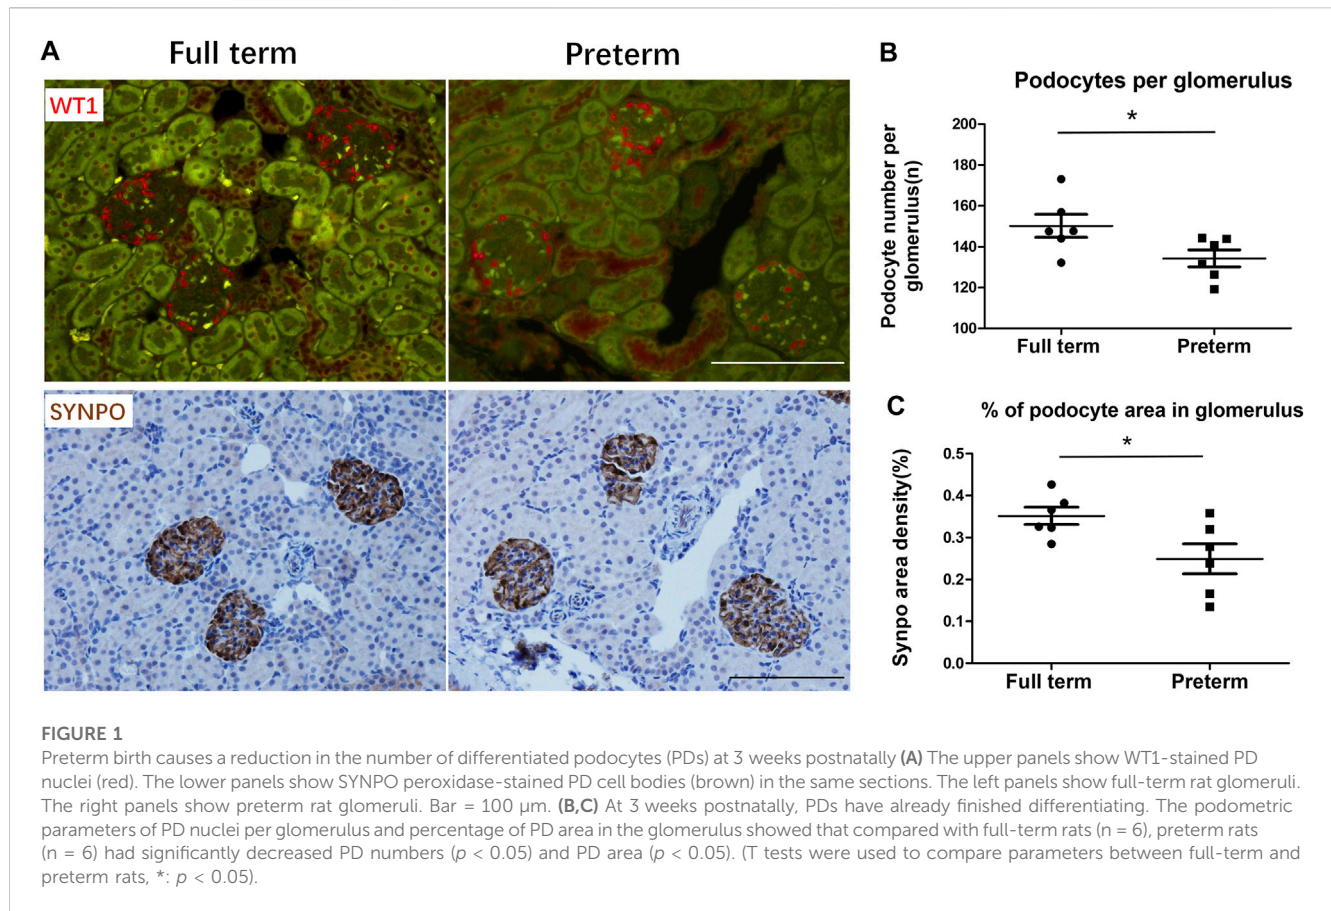 A
Full term
Preterm
WT1
SYNPO
B
Podocytes per glomerulus
*
Podocyte number per
glomerulus(n)
200
180
160
140
120
100
Full term
Preterm
C
% of podocyte area in glomerulus
*
Synpo area density(%)
0.5
0.4
0.3
0.2
0.1
0.0
Full term
Preterm
FIGURE 1
Preterm birth causes a reduction in the number of differentiated podocytes (PDs) at 3 weeks postnatally (A) The upper panels show WT1-stained PD
nuclei (red). The lower panels show SYNPO peroxidase-stained PD cell bodies (brown) in the same sections. The left panels show full-term rat glomeruli.
The right panels show preterm rat glomeruli. Bar = 100 µm. (B,C) At 3 weeks postnatally, PDs have already finished differentiating. The podometric
parameters of PD nuclei per glomerulus and percentage of PD area in the glomerulus showed that compared with full-term rats (n = 6), preterm rats
(n = 6) had significantly decreased PD numbers (p < 0.05) and PD area (p < 0.05). (T tests were used to compare parameters between full-term and
preterm rats, *: p < 0.05).